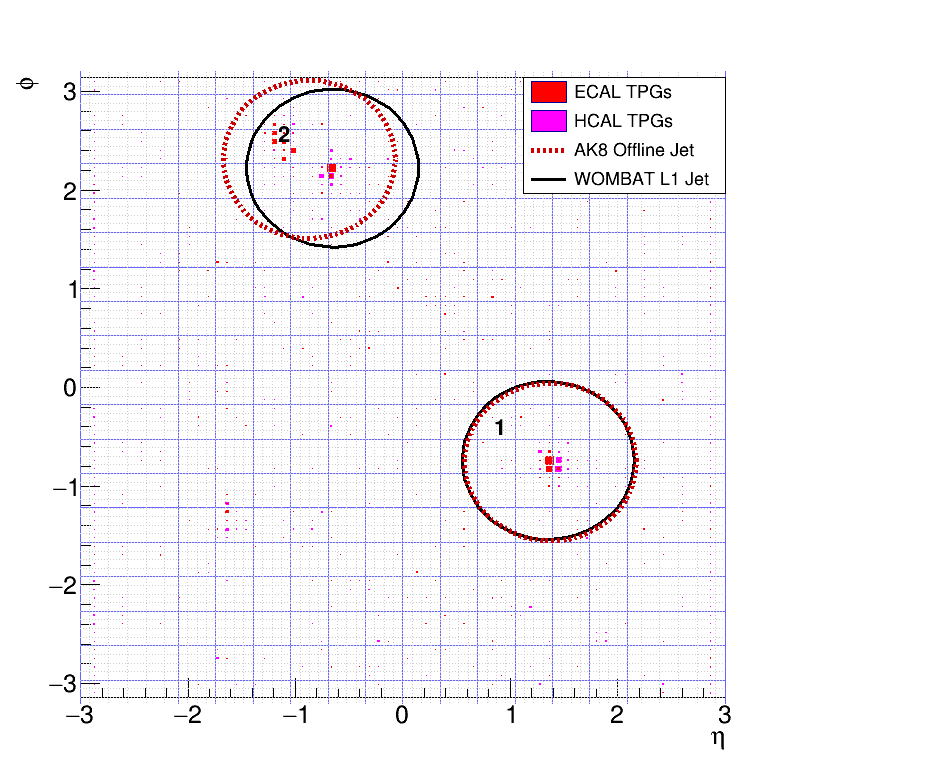 ϕ
ECAL TPGs
HCAL TPGs
AK8 Offline Jet
WOMBAT L1 Jet
3
2
1
0
−1
−2
−3
2
1
−3 −2 −1 0 1 2 3
η